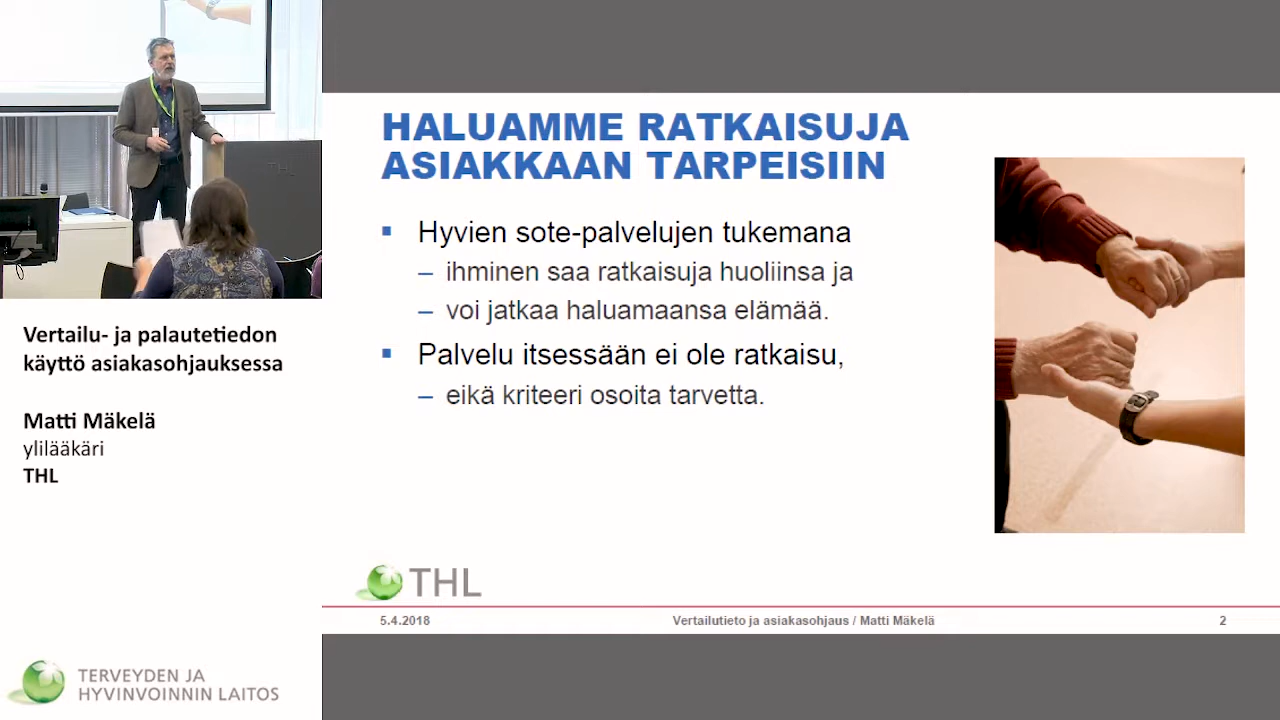 THL
Vertailu- ja palautetiedon
käyttö asiakasohjauksessa
Matti Mäkelä
ylilääkäri
THL
TERVEYDEN JA
HYVINVOINNIN LAITOS
HALUAMME RATKAISUJA
ASIAKKAAN TARPEISIIN
Hyvien sote-palvelujen tukemana
– ihminen saa ratkaisuja huoliinsa ja
– voi jatkaa haluamaansa elämää.
Palvelu itsessään ei ole ratkaisu,
– eikä kriteeri osoita tarvetta.
THL
5.4.2018 Vertailutieto ja asiakasohjaus / Matti Mäkelä 2